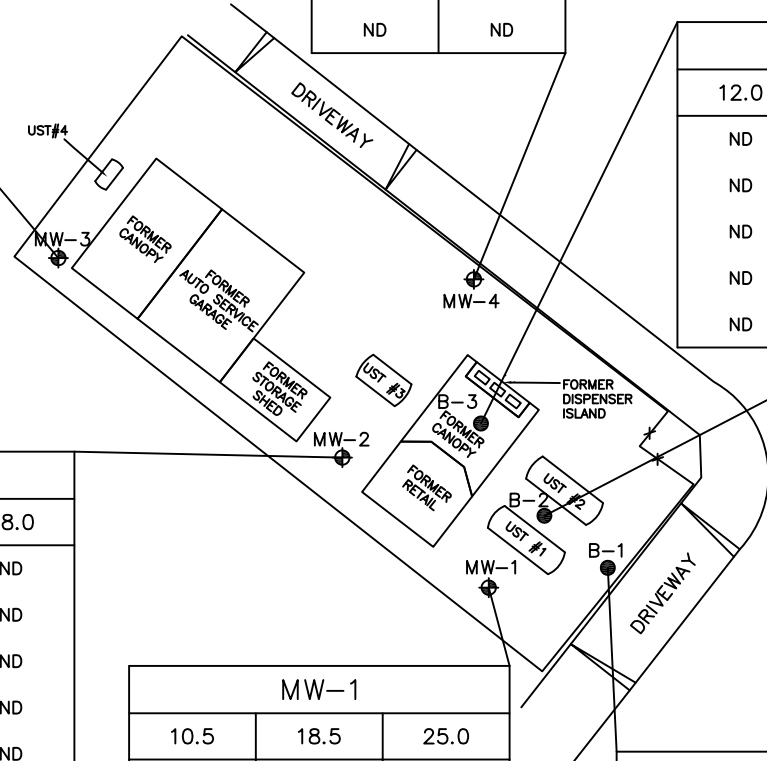 ND ND
DRIVEWAY
12.0
ND
ND
ND
ND
ND
UST#4
MW-3
FORMER
CANOPY
FORMER
AUTO SERVICE
GARAGE
FORMER
STORAGE
SHED
MW-4
UST #3
FORMER
DISPENSER
ISLAND
B-3
FORMER
CANOPY
FORMER
RETAIL
MW-2
UST #2
B-2
UST #1
B-1
MW-1
DRIVEWAY
8.0
ND
ND
ND
ND
ND
MW-1
10.5 18.5 25.0